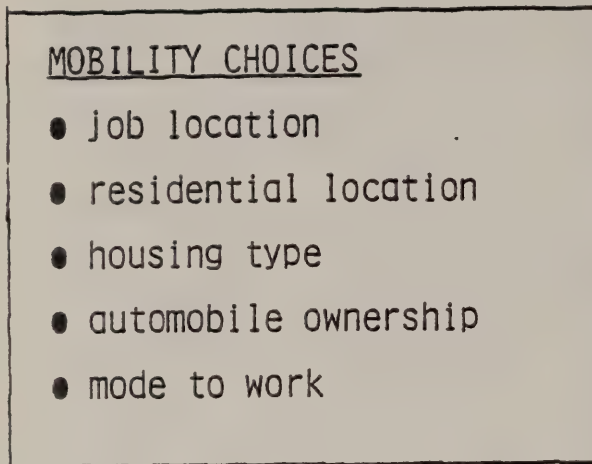 MOBILITY CHOICES
• job location
• residential location
• housing type
• automobile ownership
• mode to work